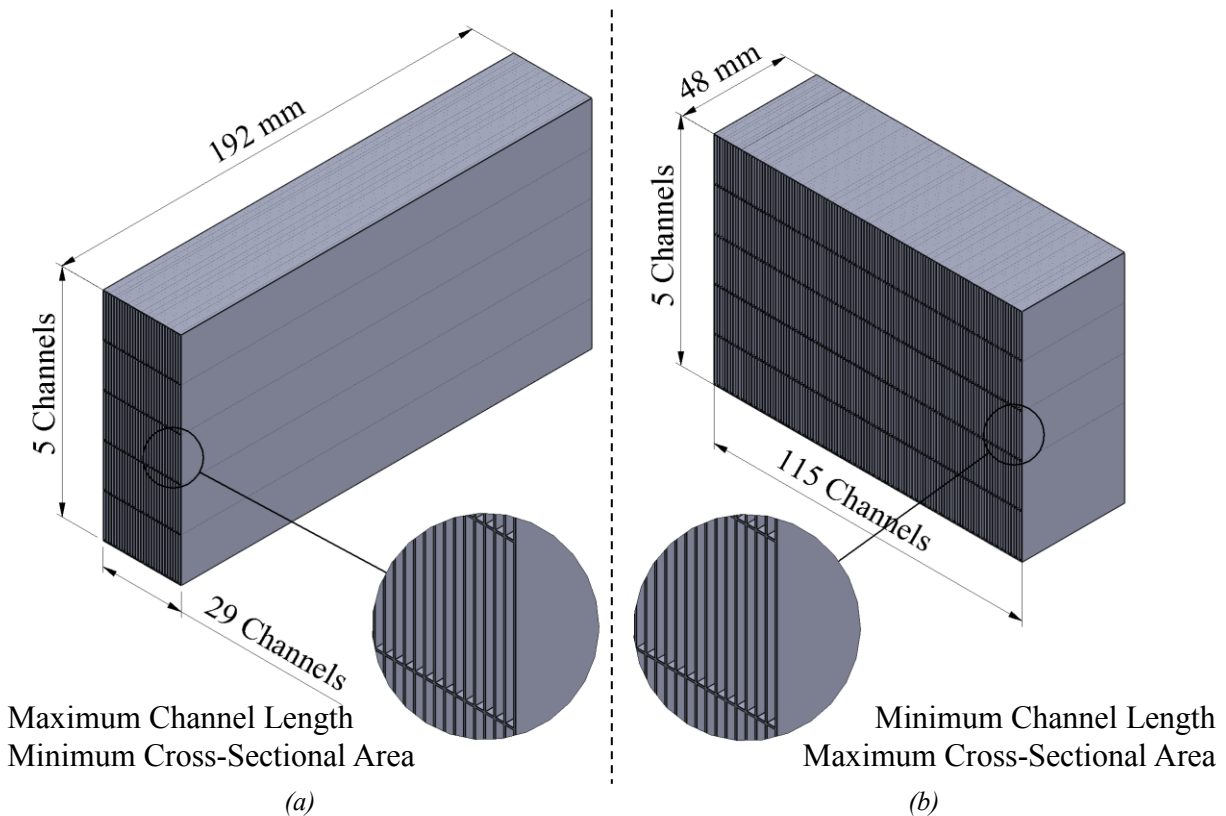 192 mm
5 Channels
29 Channels
Maximum Channel Length
Minimum Cross-Sectional Area
(a)
48 mm
5 Channels
115 Channels
Minimum Channel Length
Maximum Cross-Sectional Area
(b)